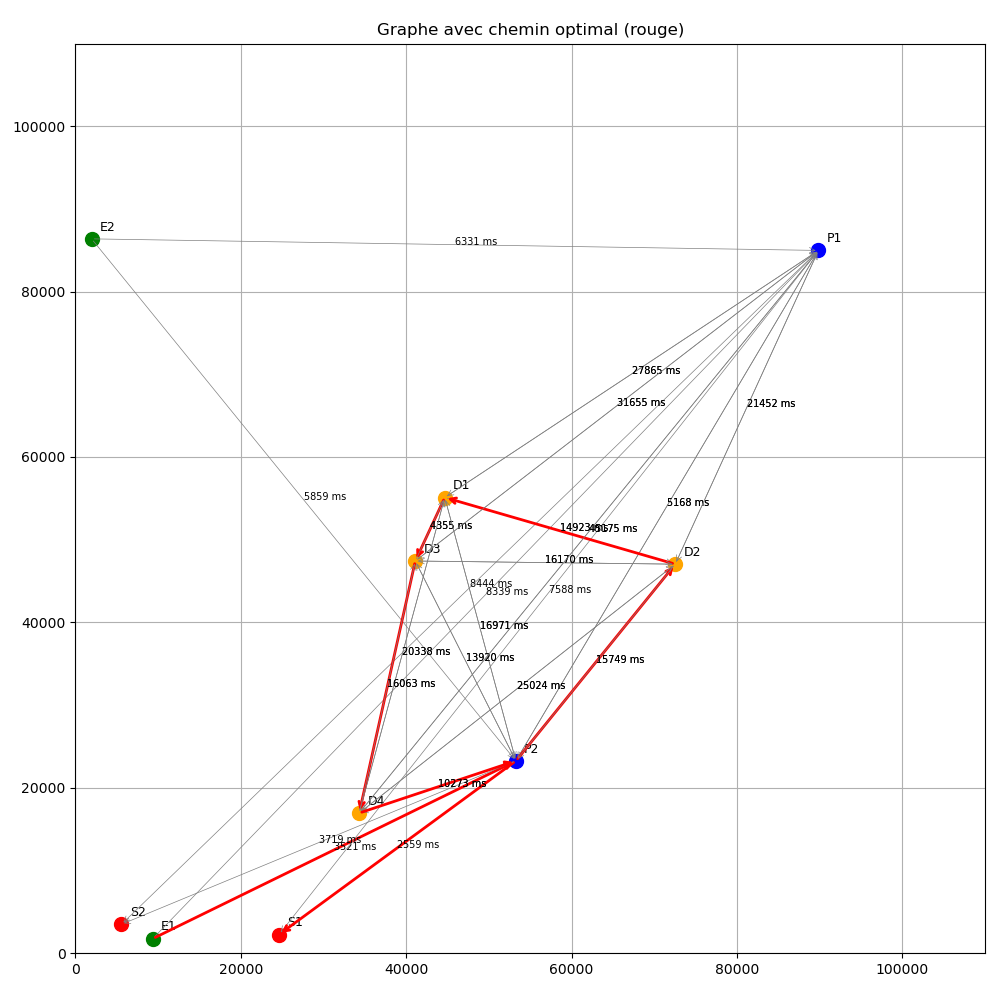 Graphe avec chemin optimal (rouge)
100000
E2
P1
6331 ms
80000
27865 ms
31655 ms
21452 ms
60000
D1
5859 ms
5168 ms
4355 ms
14923 ms
D3
D2
16170 ms
8444 ms
8339 ms
7588 ms
40000
16971 ms
20338 ms
13920 ms
15749 ms
16063 ms
25024 ms
P2
20000
10273 ms
D4
3719 ms
3521 ms
2559 ms
S2
E1
S1
0
0
20000
40000
60000
80000
100000